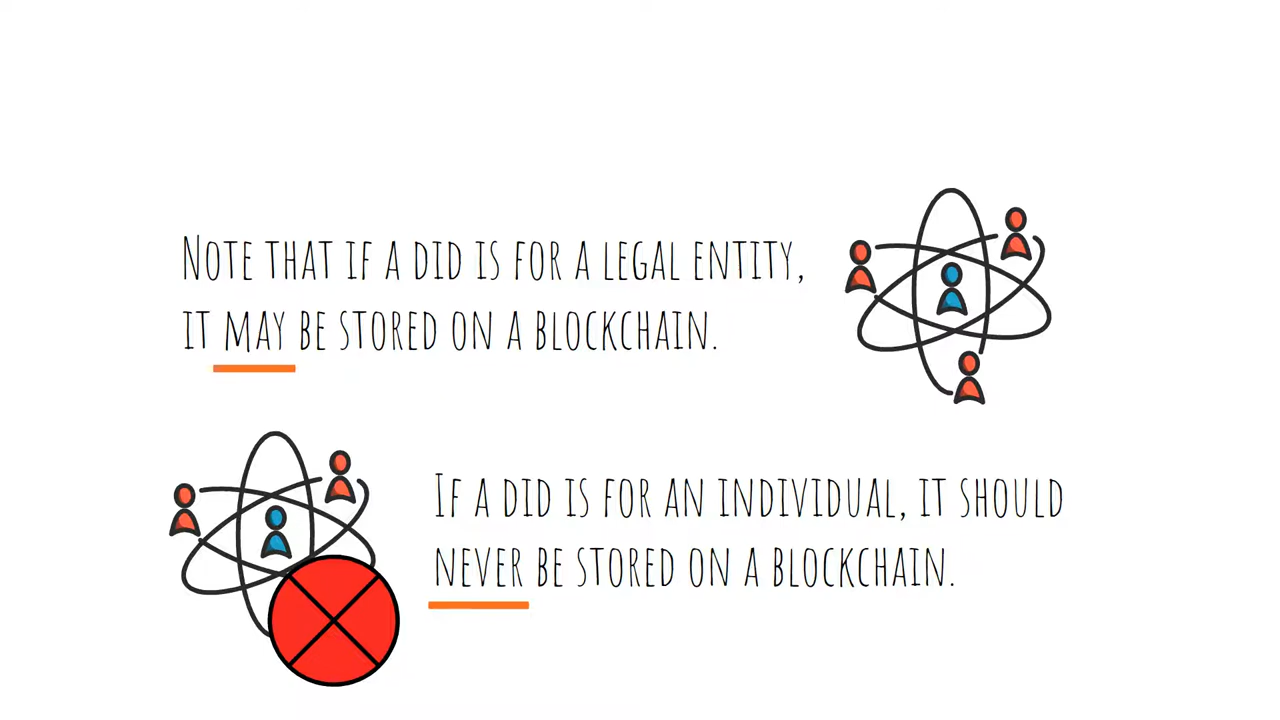 Note that if a DID is for a legal entity,
it may be stored on a blockchain.
If a DID is for an individual, it should
never be stored on a blockchain.